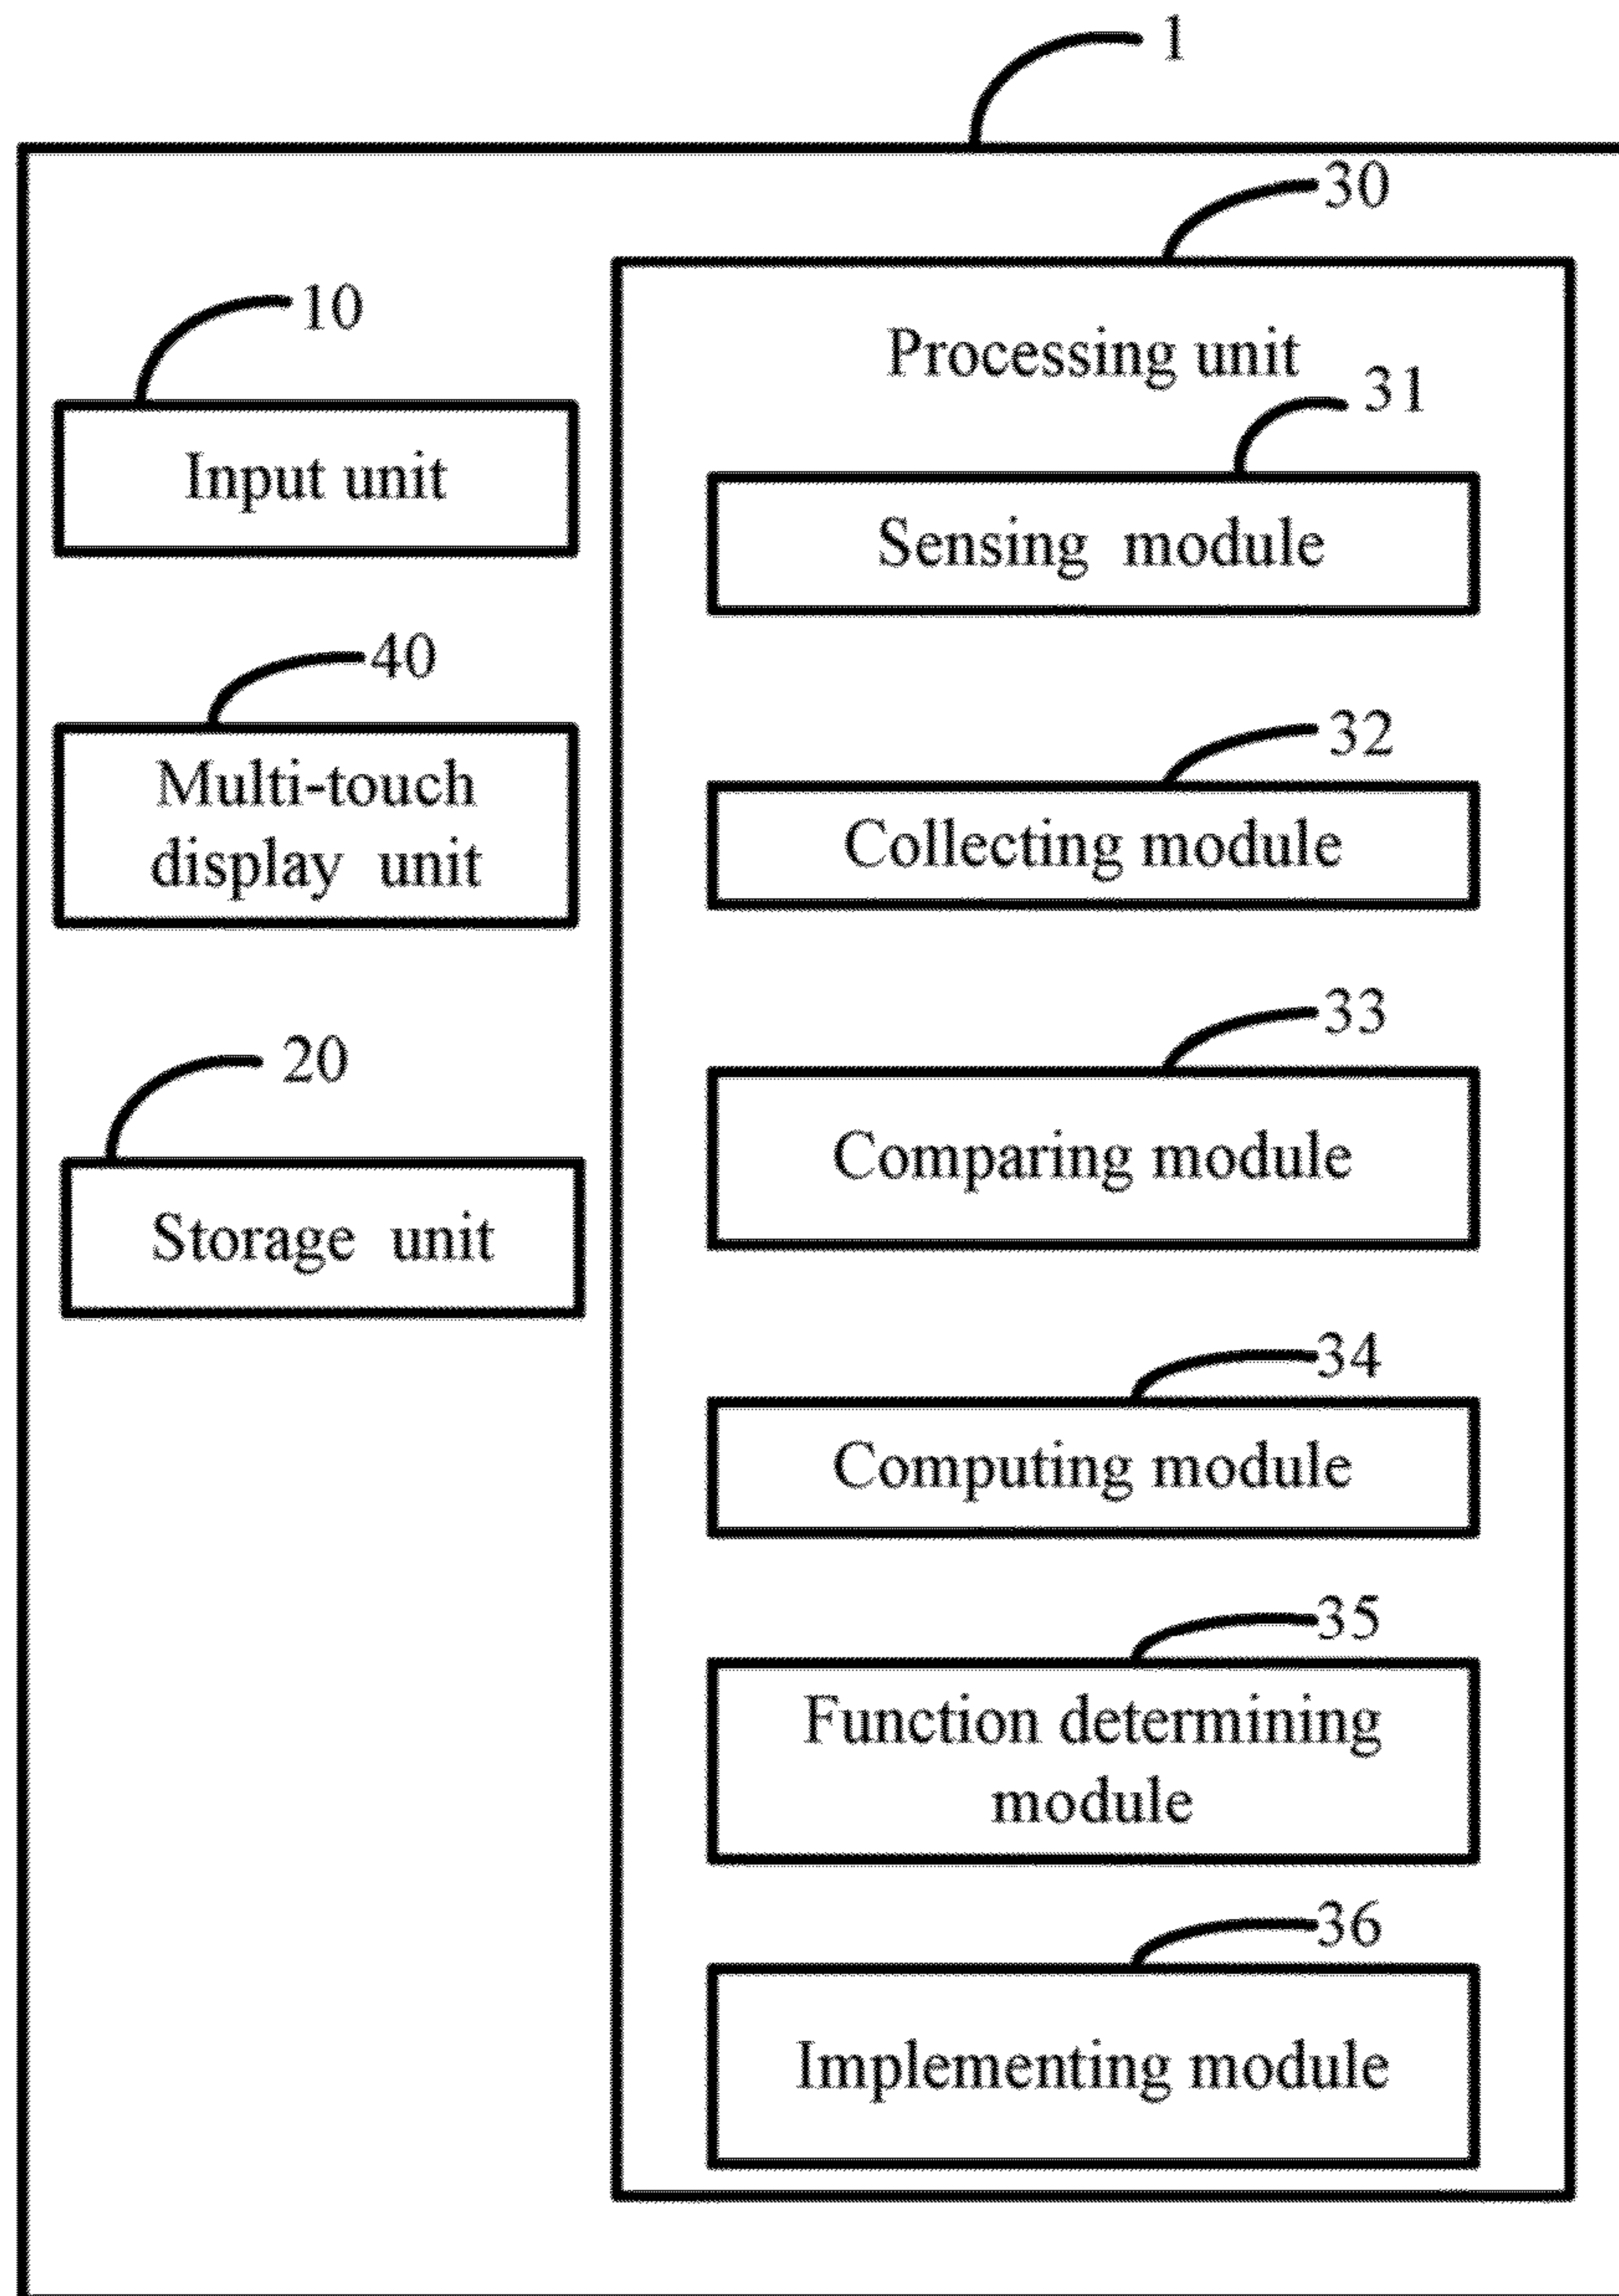 1
30
10
Processing unit
31
Input unit
Sensing module
40
32
Multi-touch
display unit
Collecting module
33
20
Comparing module
Storage unit
34
Computing module
35
Function determining
module
36
Implementing module